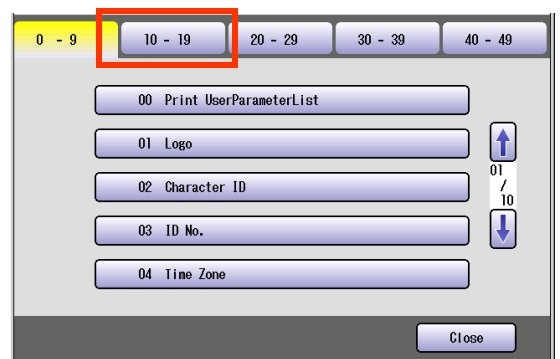 0 - 9 10 - 19 20 - 29 30 - 39 40 - 49
00 Print UserParameterList
01 Logo
02 Character ID
03 ID No.
04 Time Zone
01
/
10
Close